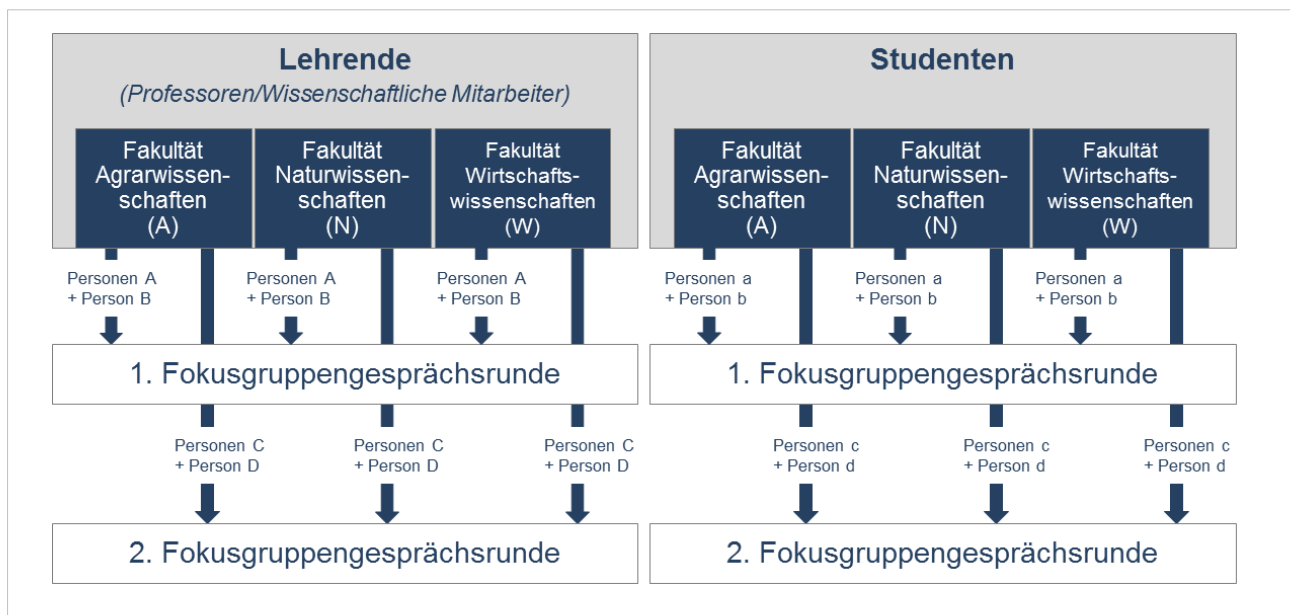 Lehrende
(Professoren/Wissenschaftliche Mitarbeiter)
Fakultät
Agrarwissen-
schaften
(A)
Fakultät
Naturwissen-
schaften
(N)
Fakultät
Wirtschafts-
wissenschaften
(W)
Personen A
+ Person B
Personen A
+ Person B
Personen A
+ Person B
1. Fokusgruppengesprächsrunde
Personen C
+ Person D
Personen C
+ Person D
Personen C
+ Person D
2. Fokusgruppengesprächsrunde
Studenten
Fakultät
Agrarwissen-
schaften
(A)
Fakultät
Naturwissen-
schaften
(N)
Fakultät
Wirtschafts-
wissenschaften
(W)
Personen a
+ Person b
Personen a
+ Person b
Personen a
+ Person b
1. Fokusgruppengesprächsrunde
Personen c
+ Person d
Personen c
+ Person d
Personen c
+ Person d
2. Fokusgruppengesprächsrunde